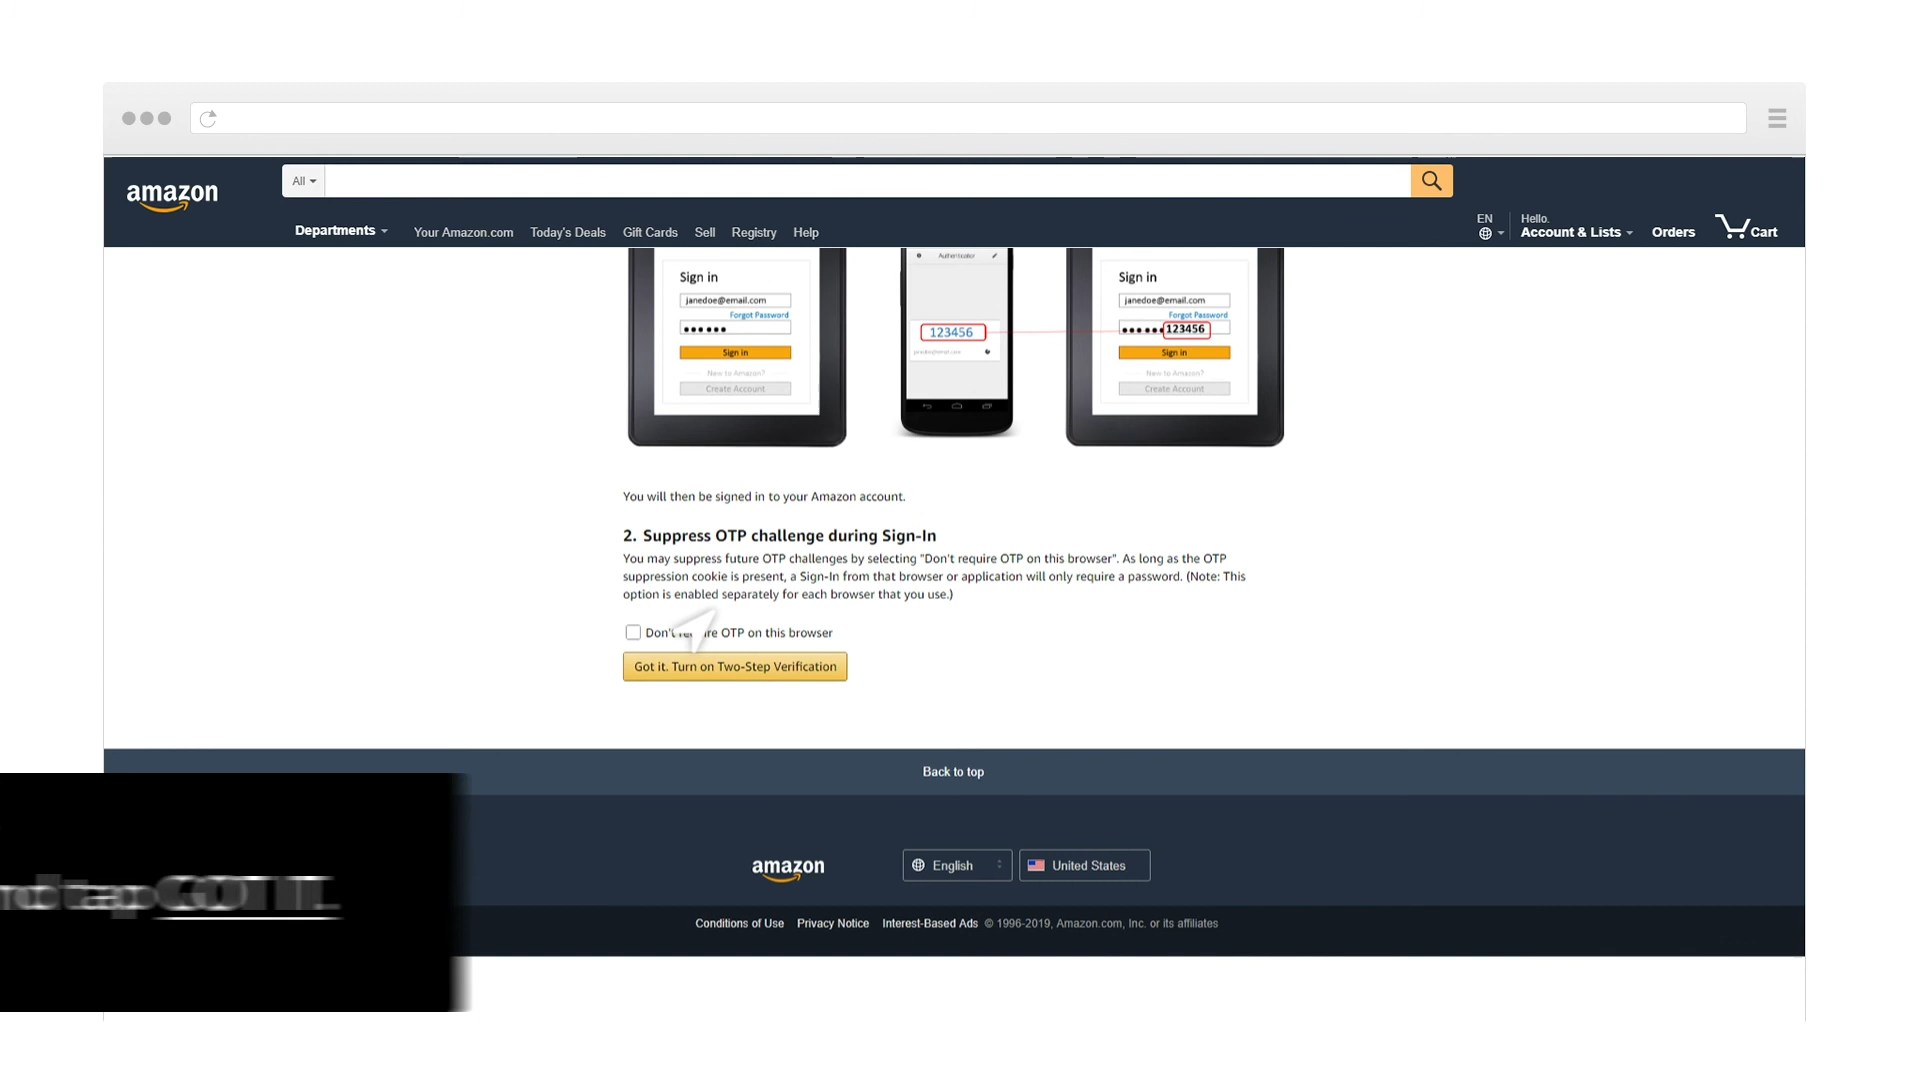 amazon
All
Departments Your Amazon.com Today's Deals Gift Cards Sell Registry Help
EN
Hello.
Account & Lists Orders Cart
Sign in
janedoe@email.com
Forgot Password
Sign in
New to Amazon?
Create Account
Authenticator
123456
Sign in
janedoe@email.com
Forgot Password
123456
Sign in
New to Amazon?
Create Account
You will then be signed in to your Amazon account.
2. Suppress OTP challenge during Sign-In
You may suppress future OTP challenges by selecting "Don't require OTP on this browser". As long as the OTP
suppression cookie is present, a Sign-In from that browser or application will only require a password. (Note: This
option is enabled separately for each browser that you use.)
Don't require OTP on this browser
Got it. Turn on Two-Step Verification
Back to top
amazon
English United States
Conditions of Use Privacy Notice Interest-Based Ads © 1996-2019, Amazon.com, Inc. or its affiliates